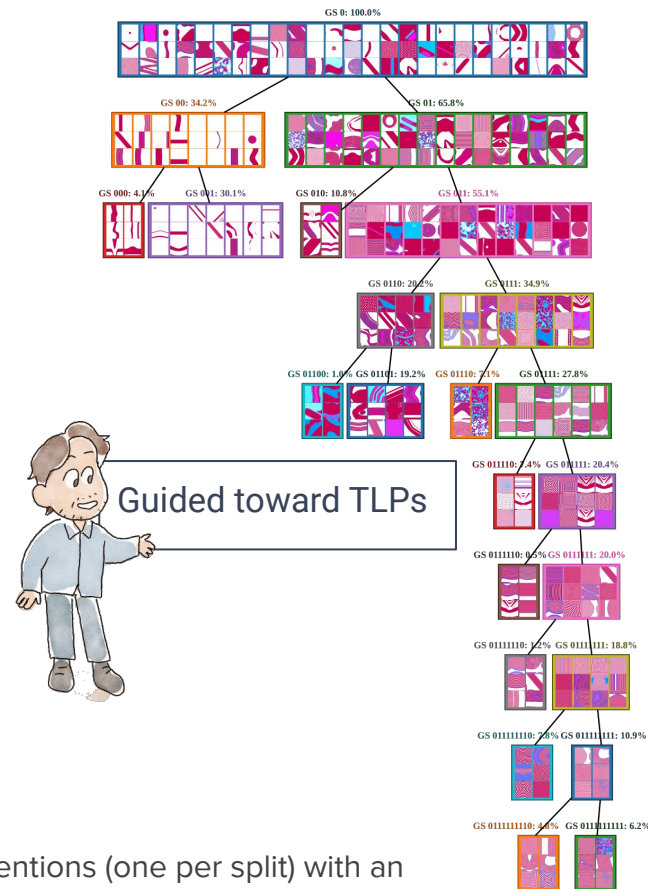 GS 0: 100.0%
GS 00: 34.2%
GS 01: 65.8%
GS 000: 4.1%
GS 001: 30.1%
GS 010: 10.8%
GS 011: 55.1%
GS 0110: 20.2%
GS 0111: 34.9%
GS 01100: 1.0%
GS 01101: 19.2%
GS 01110: 7.1%
GS 01111: 27.8%
GS 011110: 7.4%
GS 011111: 20.4%
Guided toward TLPs
GS 0111110: 0.5%
GS 0111111: 20.0%
GS 01111110: 1.2%
GS 01111111: 18.8%
GS 011111110: 7.8%
GS 011111111: 10.9%
GS 0111111110: 4.8%
GS 0111111111: 6.2%
entions (one per split) with an